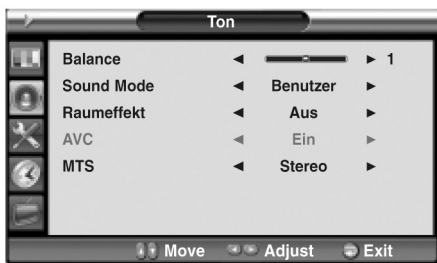 Ton
Balance 1
Sound Mode Benutzer
Raumeffekt Aus
AVC Ein
MTS Stereo
Move Adjust Exit